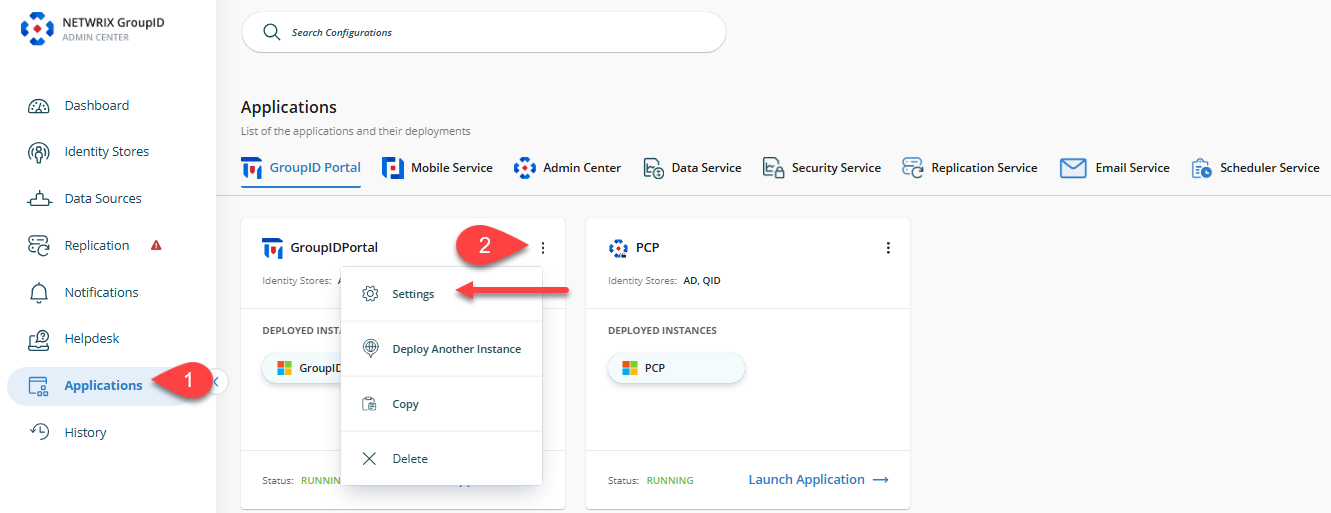 NETWRIX GroupID
ADMIN CENTER
Search Configurations
Dashboard
Identity Stores
Data Sources
Replication
Notifications
Helpdesk
Applications
1
History
Applications
List of the applications and their deployments
GroupID Portal
Mobile Service
Admin Center
Data Service
Security Service
Replication Service
Email Service
Scheduler Service
GroupIDPortal
2
Identity Stores:
DEPLOYED INSTA
GroupID
Status: RUNNIN
Settings
Deploy Another Instance
Copy
Delete
PCP
Identity Stores: AD, QID
DEPLOYED INSTANCES
PCP
Status: RUNNING
Launch Application